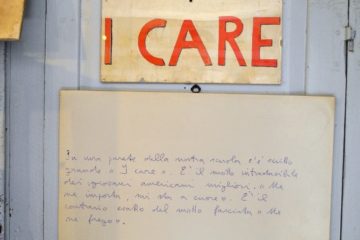 I CARE
Su una parete della nostra scuola c'è scritto
grande « I care ». È il motto intraducibile
dei giovani americani migliori. « Me
ne importa, mi sta a cuore ». È il
contrario esatto del motto fascista « Me
ne frego ».